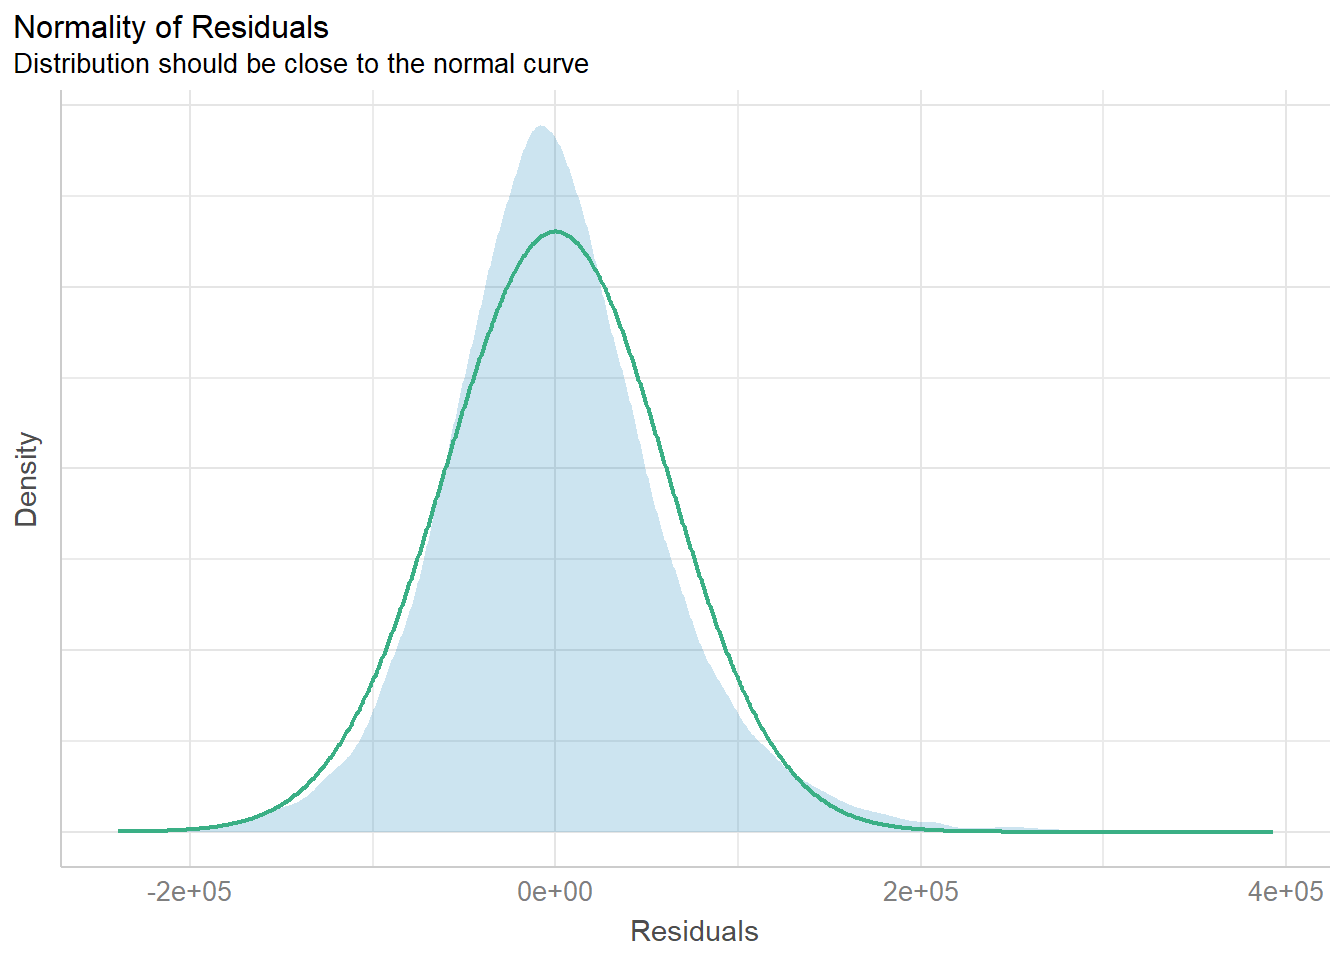 Normality of Residuals
Distribution should be close to the normal curve
Density
-2e+05 0e+00 2e+05 4e+05
Residuals